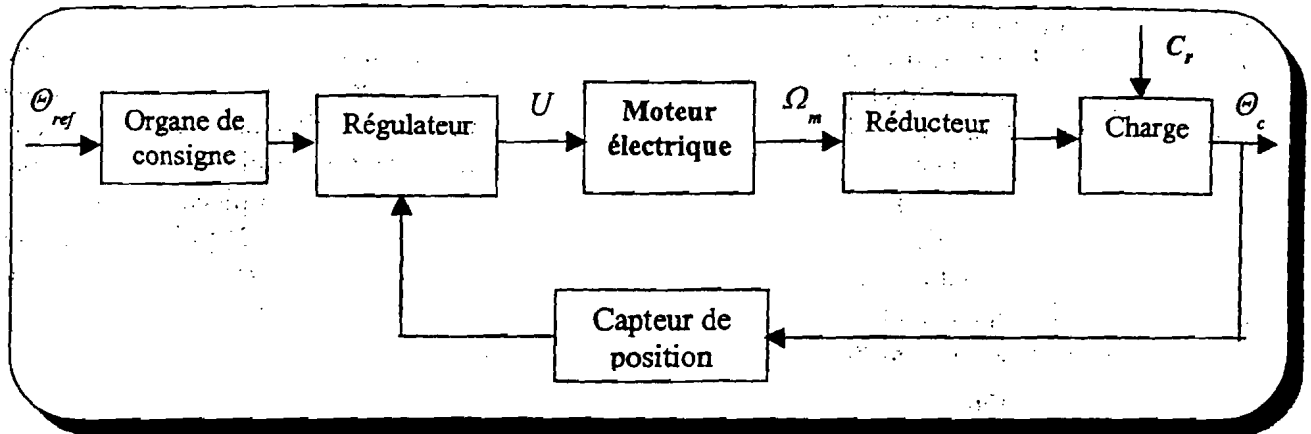 C_r
Θ_ref
Organe de
consigne
Régulateur
U
Moteur
électrique
Ω_m
Réducteur
Charge
Θ_c
Capteur de
position